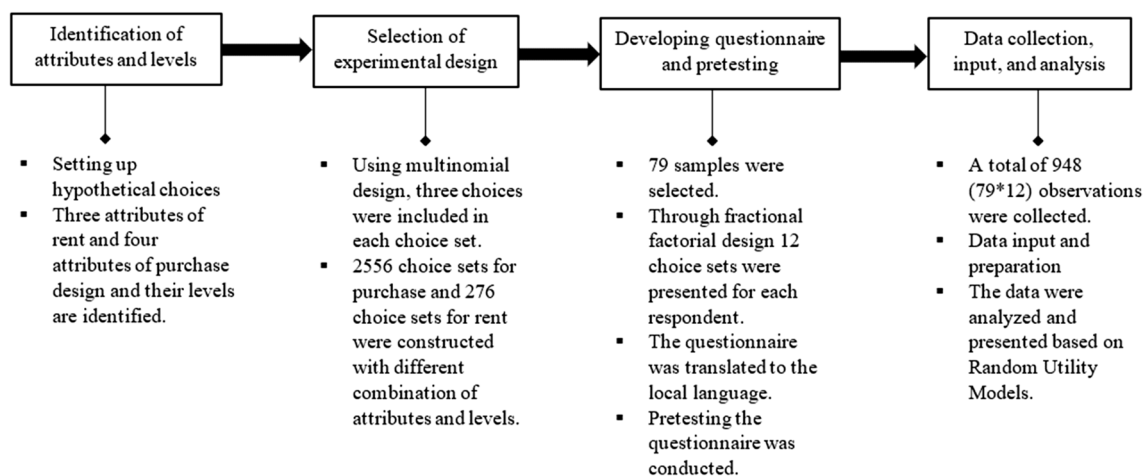 Identification of
attributes and levels
Selection of
experimental design
Developing questionnaire
and pretesting
Data collection,
input, and analysis
▪ Setting up
hypothetical choices
▪ Three attributes of
rent and four
attributes of purchase
design and their levels
are identified.
▪ Using multinomial
design, three choices
were included in
each choice set.
▪ 2556 choice sets for
purchase and 276
choice sets for rent
were constructed
with different
combination of
attributes and levels.
▪ 79 samples were
selected.
▪ Through fractional
factorial design 12
choice sets were
presented for each
respondent.
▪ The questionnaire
was translated to the
local language.
▪ Pretesting the
questionnaire was
conducted.
▪ A total of 948
(79*12) observations
were collected.
▪ Data input and
preparation
▪ The data were
analyzed and
presented based on
Random Utility
Models.